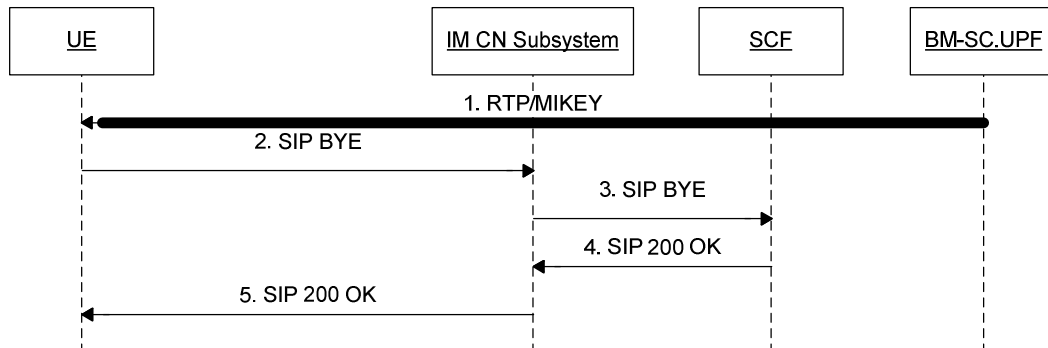 UE
IM CN Subsystem
SCF
BM-SC.UPF
1. RTP/MIKEY
2. SIP BYE
3. SIP BYE
4. SIP 200 OK
5. SIP 200 OK